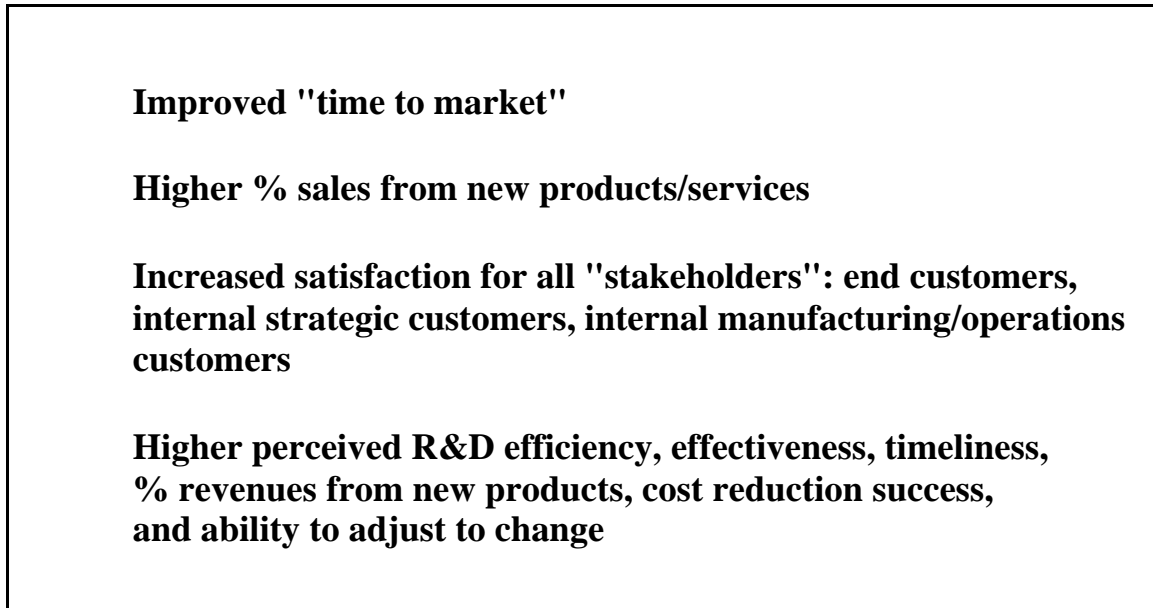 Improved "time to market"
Higher % sales from new products/services
Increased satisfaction for all "stakeholders": end customers,
internal strategic customers, internal manufacturing/operations
customers
Higher perceived R&D efficiency, effectiveness, timeliness,
% revenues from new products, cost reduction success,
and ability to adjust to change